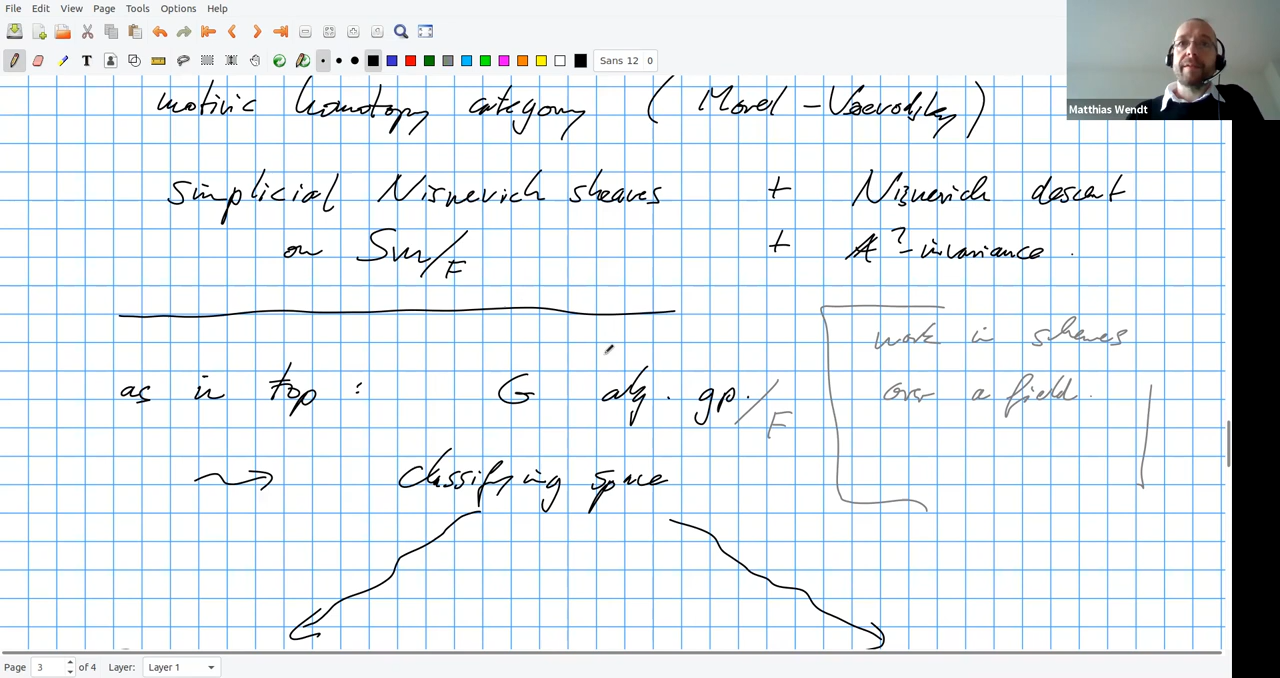 File Edit View Page Tools Options Help
Sans 12 0
Matthias Wendt
motivic homotopy category (Morel - Voevodsky)
simplicial Nisnevich sheaves + Nisnevich descent
on Sm/F + A¹-invariance.
work in schemes
over a field.
as in top: G alg. gp./F
⇝ classifying space
Page 3 of 4 Layer: Layer 1